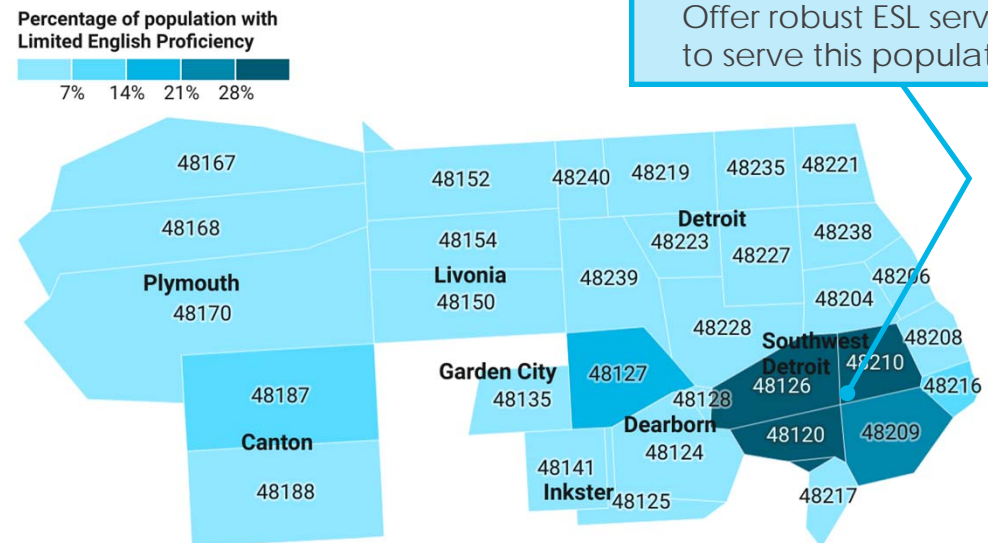 Percentage of population with
Limited English Proficiency
7% 14% 21% 28%
Offer robust ESL
to serve this
48167
48152
48240
48219
48235
48221
48168
48154
Detroit
48223
48227
48238
Plymouth
48170
Livonia
48150
48239
48206
48204
48228
Southwest
Detroit
48208
48210
Garden City
48135
48127
48128
48126
48216
48187
Canton
Dearborn
48124
48120
48209
48188
48141
Inkster
48125
48217